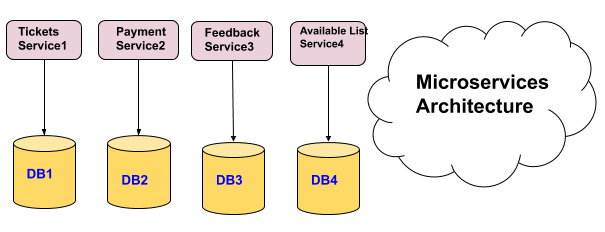 Tickets
Service1
Payment
Service2
Feedback
Service3
Available List
Service4
Microservices
Architecture
DB1
DB2
DB3
DB4